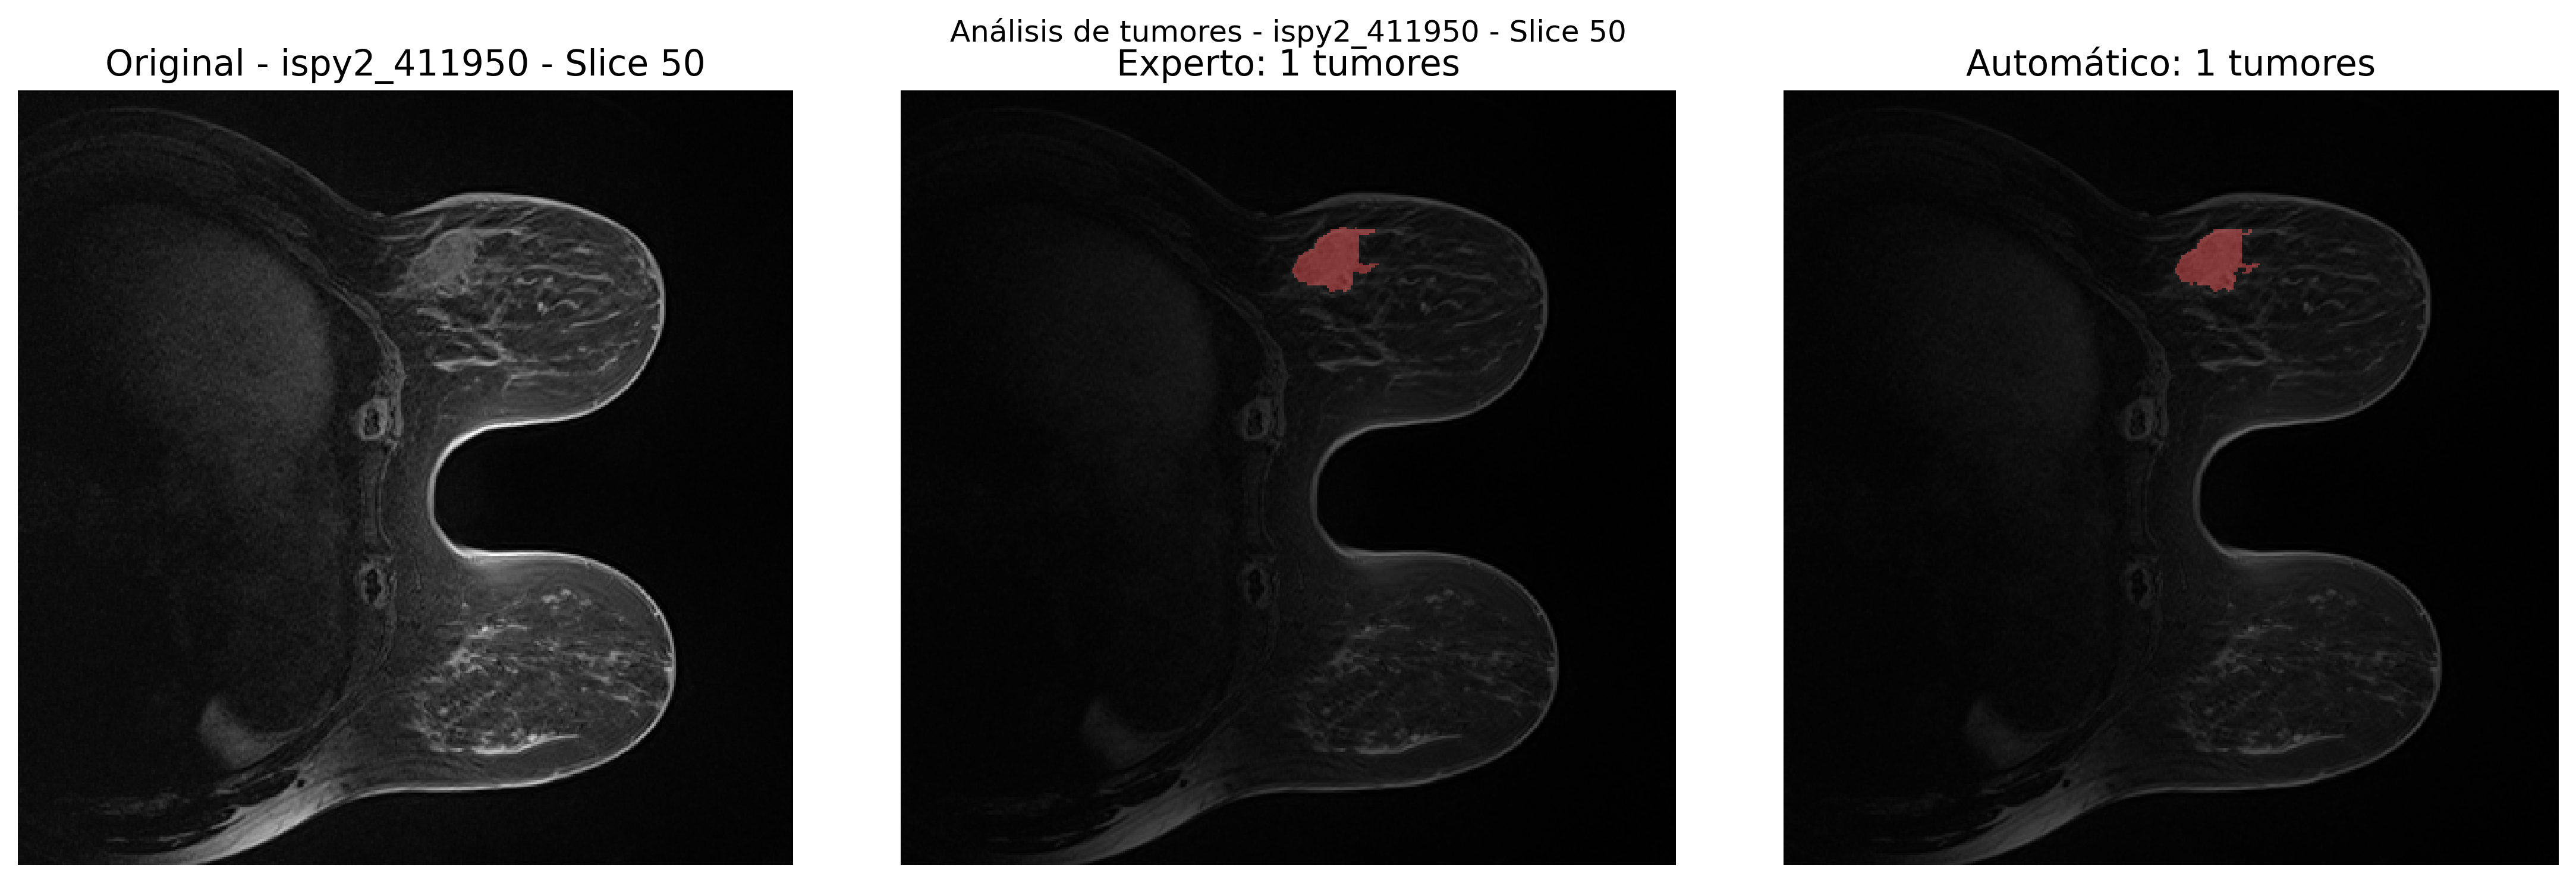 Análisis de tumores - ispy2_411950 - Slice 50
Original - ispy2_411950 - Slice 50
Experto: 1 tumores
Automático: 1 tumores